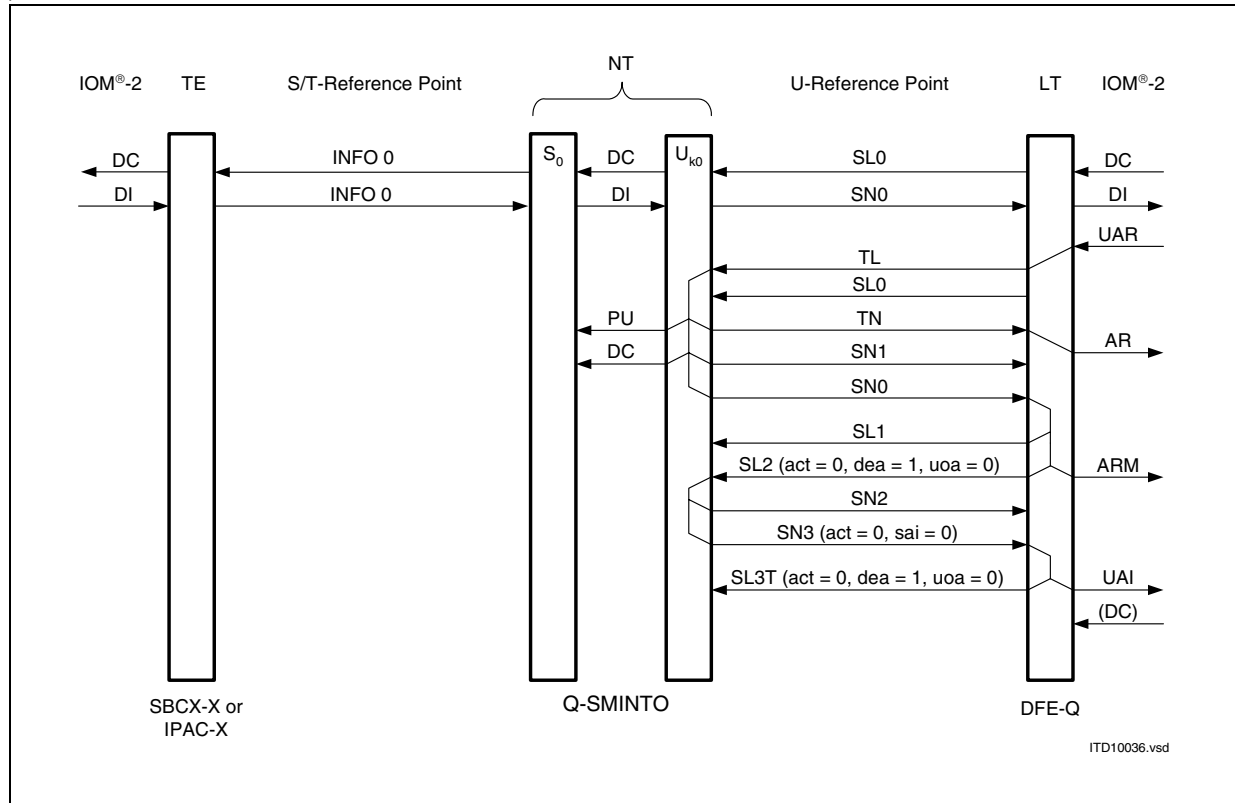 NT
IOM®-2 TE S/T-Reference Point U-Reference Point LT IOM®-2
S0 Uk0
DC INFO 0 DC SL0 DC
DI INFO 0 DI SN0 DI
UAR
TL
SL0
PU TN
AR
DC SN1
SN0
SL1
SL2 (act = 0, dea = 1, uoa = 0) ARM
SN2
SN3 (act = 0, sai = 0)
SL3T (act = 0, dea = 1, uoa = 0) UAI
(DC)
SBCX-X or
IPAC-X
Q-SMINTO
DFE-Q
ITD10036.vsd